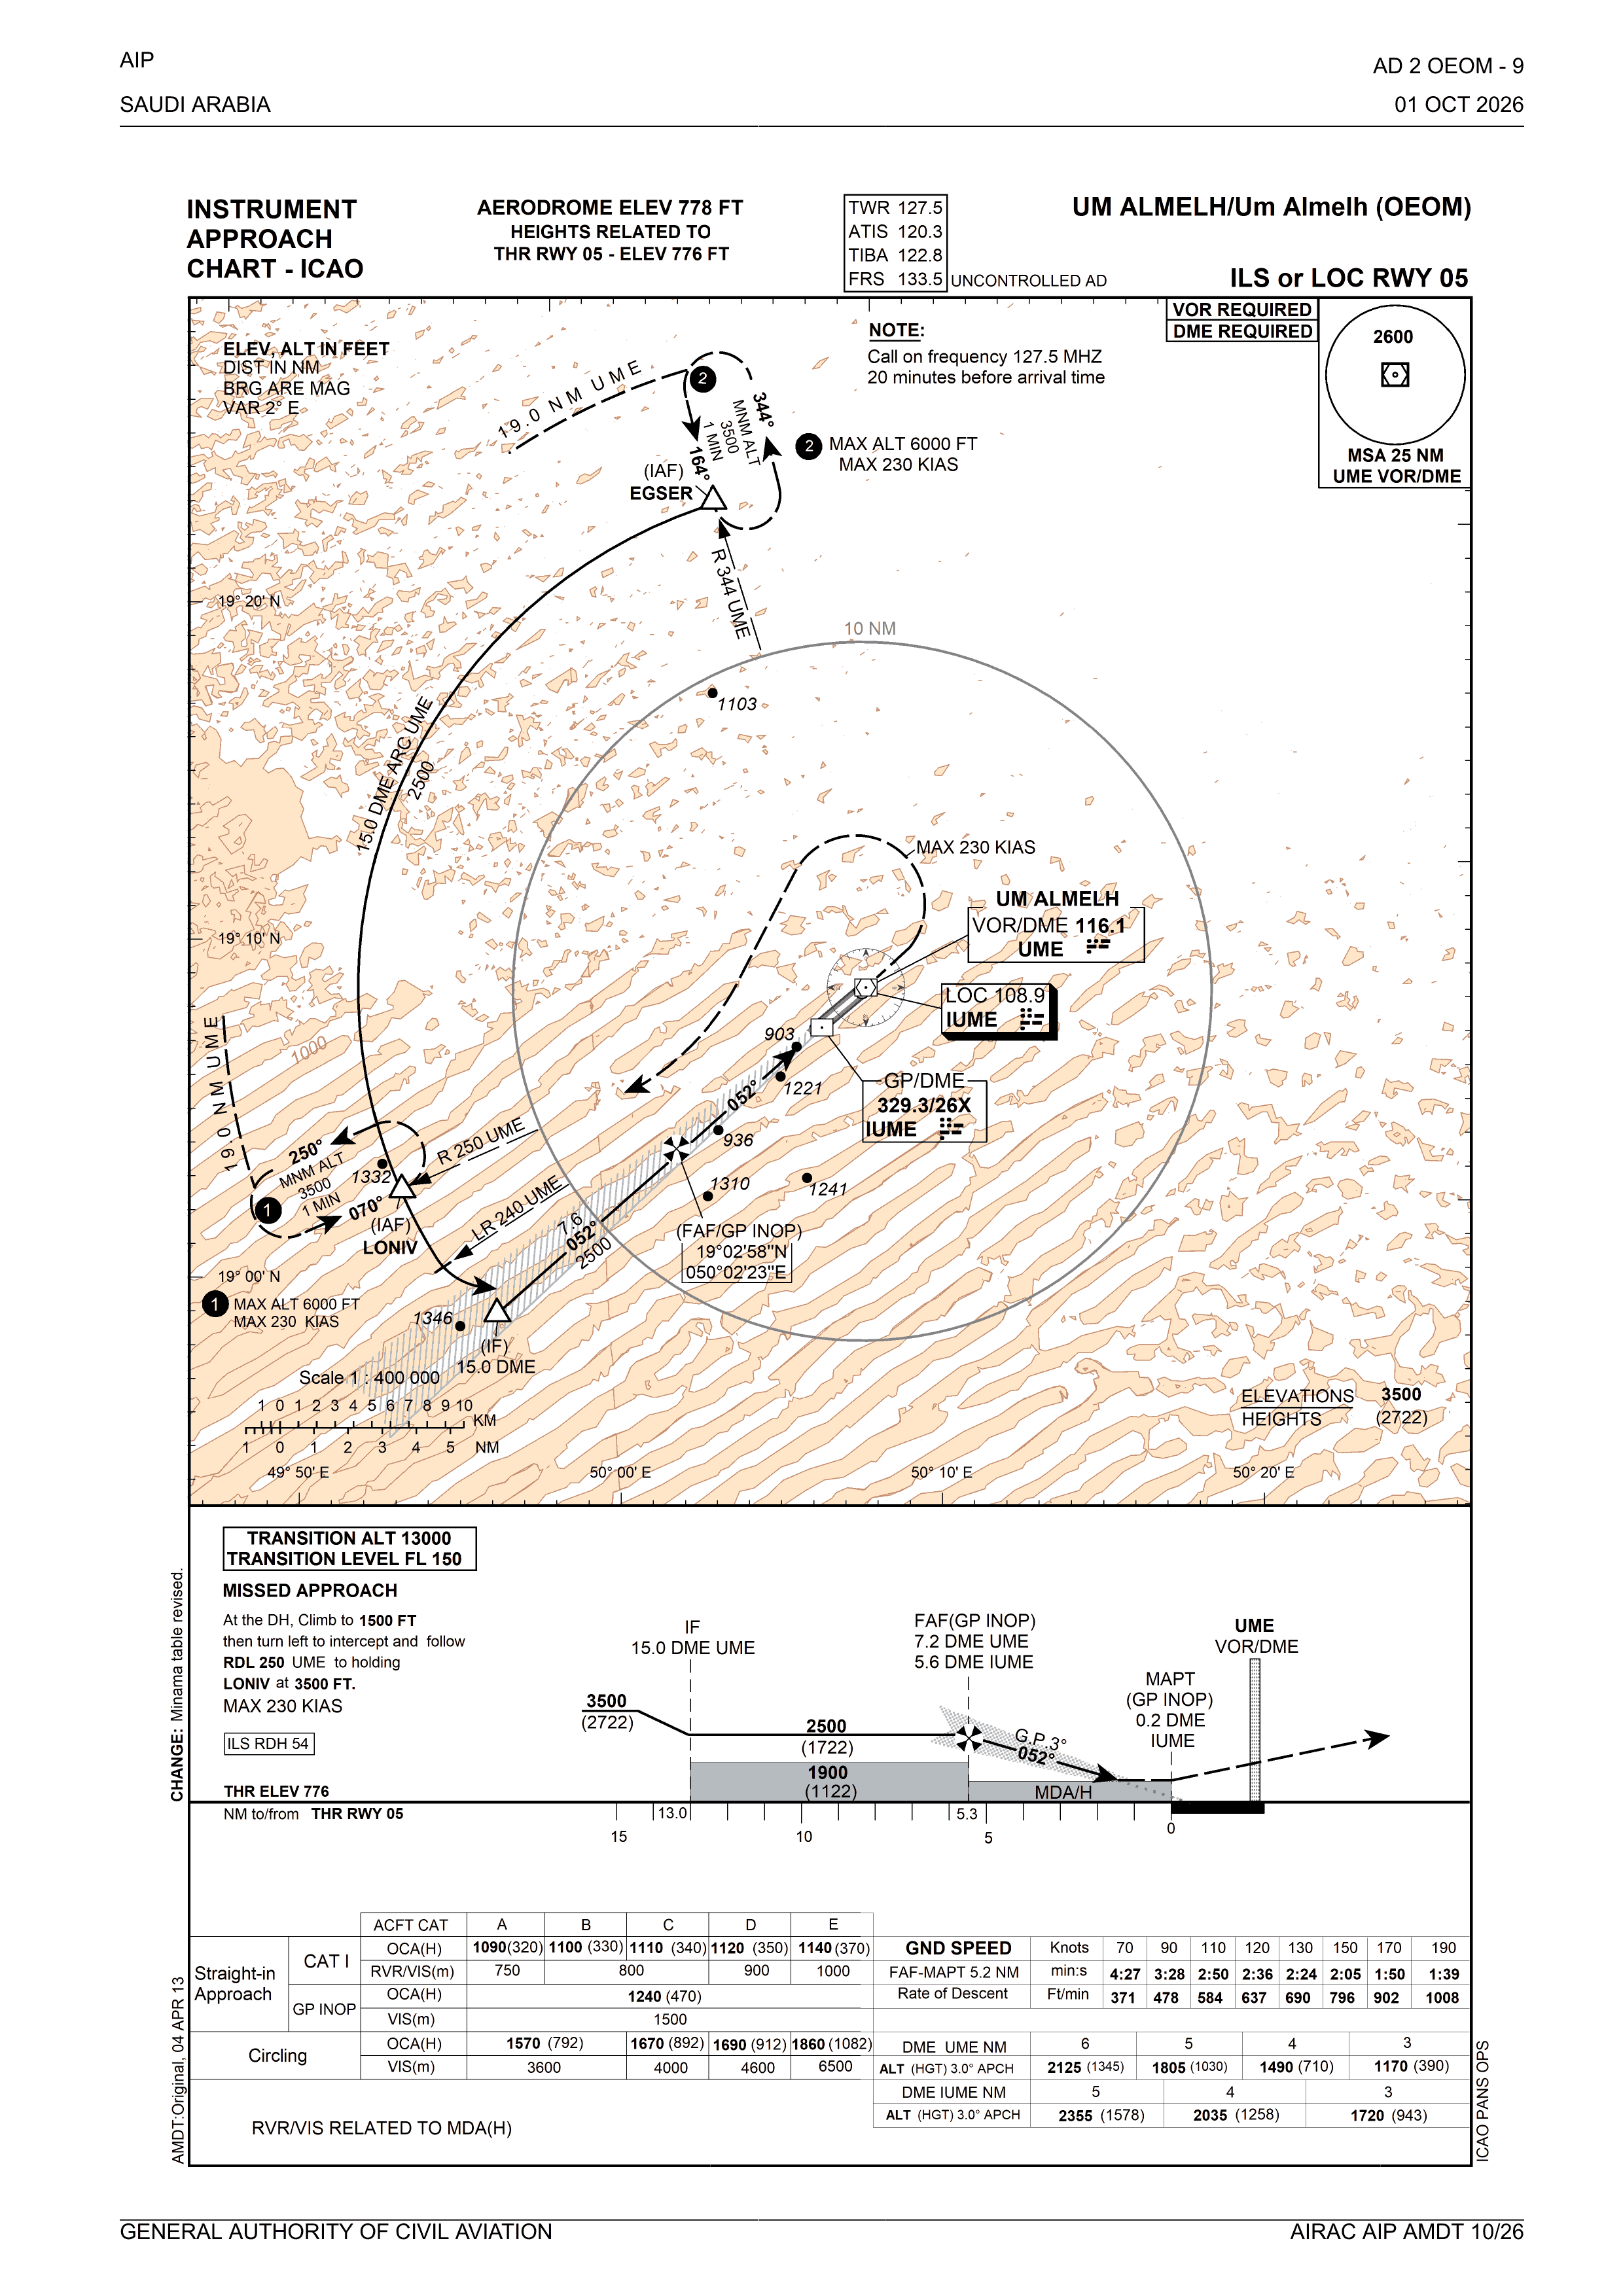 AIP
AD 2 OEOM - 9
SAUDI ARABIA
01 OCT 2026
INSTRUMENT
APPROACH
CHART - ICAO
AERODROME ELEV 778 FT
HEIGHTS RELATED TO
THR RWY 05 - ELEV 776 FT
TWR 127.5
ATIS 120.3
TIBA 122.8
FRS 133.5
UNCONTROLLED AD
UM ALMELH/Um Almelh (OEOM)
ILS or LOC RWY 05
VOR REQUIRED
DME REQUIRED
2600
MSA 25 NM
UME VOR/DME
ELEV, ALT IN FEET
DIST IN NM
BRG ARE MAG
VAR 2° E
NOTE:
Call on frequency 127.5 MHZ
20 minutes before arrival time
19.0 NM UME
2
344°
MNM ALT
3500
1 MIN
164°
2 MAX ALT 6000 FT
MAX 230 KIAS
(IAF)
EGSER
R 344 UME
19° 20' N
10 NM
1103
15.0 DME ARC UME
2500
MAX 230 KIAS
UM ALMELH
VOR/DME 116.1
UME
19° 10' N
LOC 108.9
IUME
1000
19.0 NM UME
903
052°
1221
GP/DME
329.3/26X
IUME
936
R 250 UME
250°
MNM ALT
3500
1 MIN
070°
1332
1
1310
1241
LR 240 UME
7.6
052°
2500
(IAF)
LONIV
(FAF/GP INOP)
19°02'58"N
050°02'23"E
19° 00' N
1 MAX ALT 6000 FT
MAX 230 KIAS
1346
(IF)
15.0 DME
Scale 1 : 400 000
1 0 1 2 3 4 5 6 7 8 9 10
KM
1 0 1 2 3 4 5 NM
ELEVATIONS 3500
HEIGHTS (2722)
49° 50' E
50° 00' E
50° 10' E
50° 20' E
TRANSITION ALT 13000
TRANSITION LEVEL FL 150
MISSED APPROACH
At the DH, Climb to 1500 FT
then turn left to intercept and follow
RDL 250 UME to holding
LONIV at 3500 FT.
MAX 230 KIAS
ILS RDH 54
THR ELEV 776
NM to/from THR RWY 05
IF
15.0 DME UME
FAF(GP INOP)
7.2 DME UME
5.6 DME IUME
UME
VOR/DME
MAPT
(GP INOP)
0.2 DME
IUME
3500
(2722)
2500
(1722)
1900
(1122)
G.P.3°
052°
MDA/H
13.0
5.3
15
10
5
0
CHANGE: Minama table revised.
ACFT CAT A B C D E
Straight-in
Approach
CAT I
OCA(H) 1090(320) 1100 (330) 1110 (340) 1120 (350) 1140 (370)
RVR/VIS(m) 750 800 900 1000
GP INOP
OCA(H) 1240 (470)
VIS(m) 1500
Circling
OCA(H) 1570 (792) 1670 (892) 1690 (912) 1860 (1082)
VIS(m) 3600 4000 4600 6500
GND SPEED Knots 70 90 110 120 130 150 170 190
FAF-MAPT 5.2 NM min:s 4:27 3:28 2:50 2:36 2:24 2:05 1:50 1:39
Rate of Descent Ft/min 371 478 584 637 690 796 902 1008
DME UME NM 6 5 4 3
ALT (HGT) 3.0° APCH 2125 (1345) 1805 (1030) 1490 (710) 1170 (390)
DME IUME NM 5 4 3
ALT (HGT) 3.0° APCH 2355 (1578) 2035 (1258) 1720 (943)
RVR/VIS RELATED TO MDA(H)
AMDT:Original, 04 APR 13
ICAO PANS OPS
GENERAL AUTHORITY OF CIVIL AVIATION
AIRAC AIP AMDT 10/26